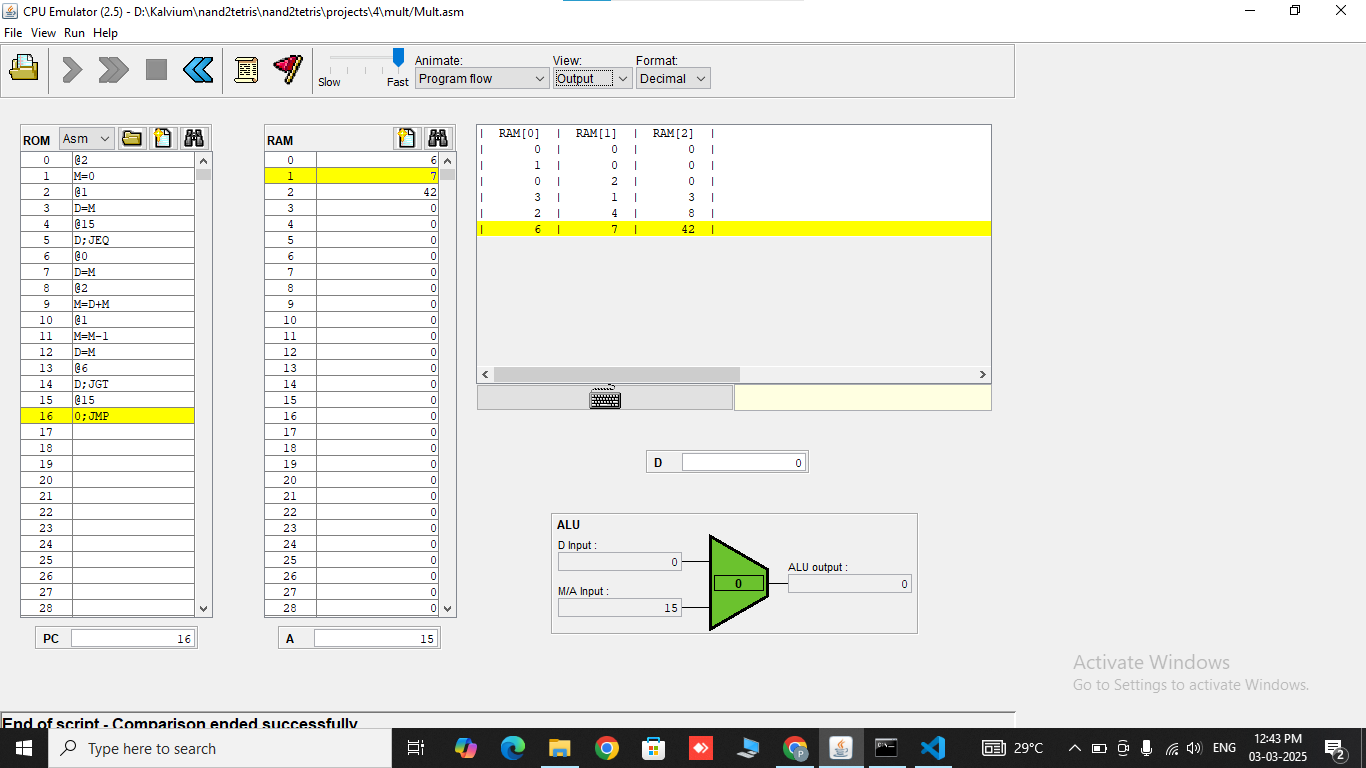 CPU Emulator (2.5) - D:\Kalvium\nand2tetris\nand2tetris\projects\4\mult/Mult.asm
File View Run Help
Animate: View: Format:
Slow Fast Program flow Output Decimal
ROM Asm
0 @2
1 M=0
2 @1
3 D=M
4 @15
5 D;JEQ
6 @0
7 D=M
8 @2
9 M=D+M
10 @1
11 M=M-1
12 D=M
13 @6
14 D;JGT
15 @15
16 0;JMP
17
18
19
20
21
22
23
24
25
26
27
28
PC 16
RAM
0 6
1 7
2 42
3 0
4 0
5 0
6 0
7 0
8 0
9 0
10 0
11 0
12 0
13 0
14 0
15 0
16 0
17 0
18 0
19 0
20 0
21 0
22 0
23 0
24 0
25 0
26 0
27 0
28 0
A 15
| RAM[0] | RAM[1] | RAM[2] |
| 0 | 0 | 0 |
| 1 | 0 | 0 |
| 0 | 2 | 0 |
| 3 | 1 | 3 |
| 2 | 4 | 8 |
| 6 | 7 | 42 |
D 0
ALU
D Input :
0
M/A Input :
15
0
ALU output :
0
Activate Windows
Go to Settings to activate Windows.
End of script - Comparison ended successfully
Type here to search
P
29°C
ENG
12:43 PM
03-03-2025
2